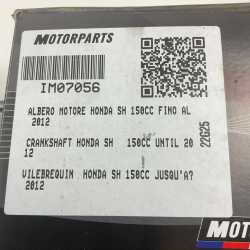 MOTORPARTS
IM07056
ALBERO MOTORE HONDA SH 150CC FINO AL
2012
CRANKSHAFT HONDA SH 150CC UNTIL 20
12
VILEBREQUIN HONDA SH 150CC JUSQU'A?
2012
22G25
MOTOR